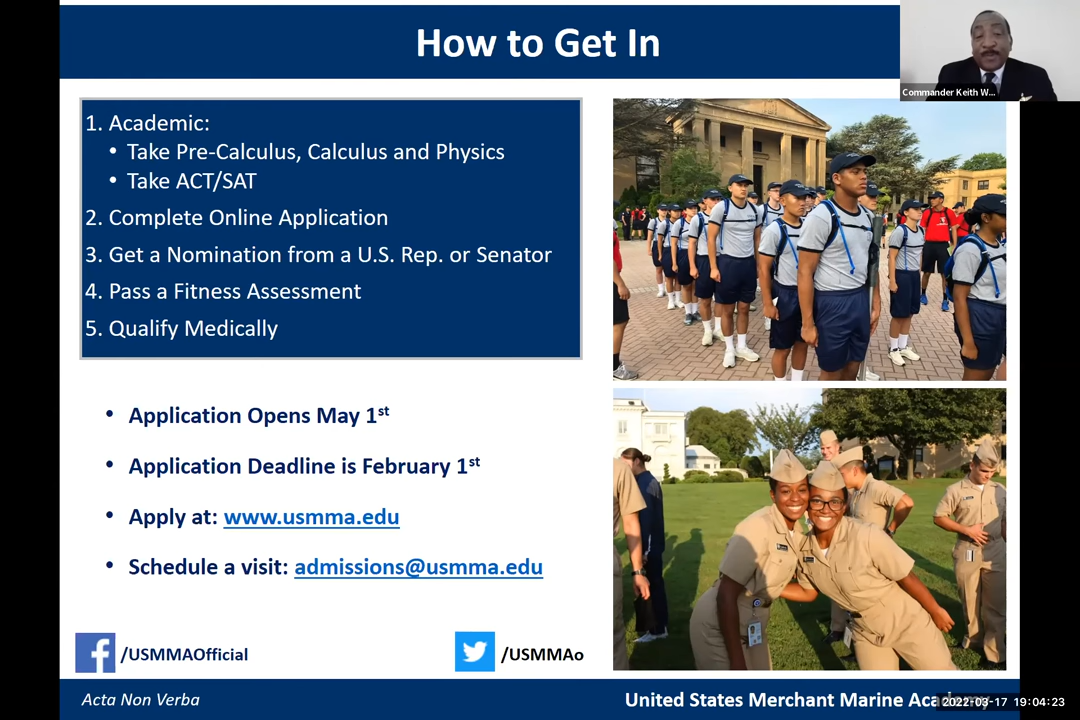 How to Get In
Commander Keith W...
1. Academic:
• Take Pre-Calculus, Calculus and Physics
• Take ACT/SAT
2. Complete Online Application
3. Get a Nomination from a U.S. Rep. or Senator
4. Pass a Fitness Assessment
5. Qualify Medically
• Application Opens May 1st
• Application Deadline is February 1st
• Apply at: www.usmma.edu
• Schedule a visit: admissions@usmma.edu
/USMMAOfficial
/USMMAo
Acta Non Verba
United States Merchant Marine Academy
2022-03-17 19:04:23